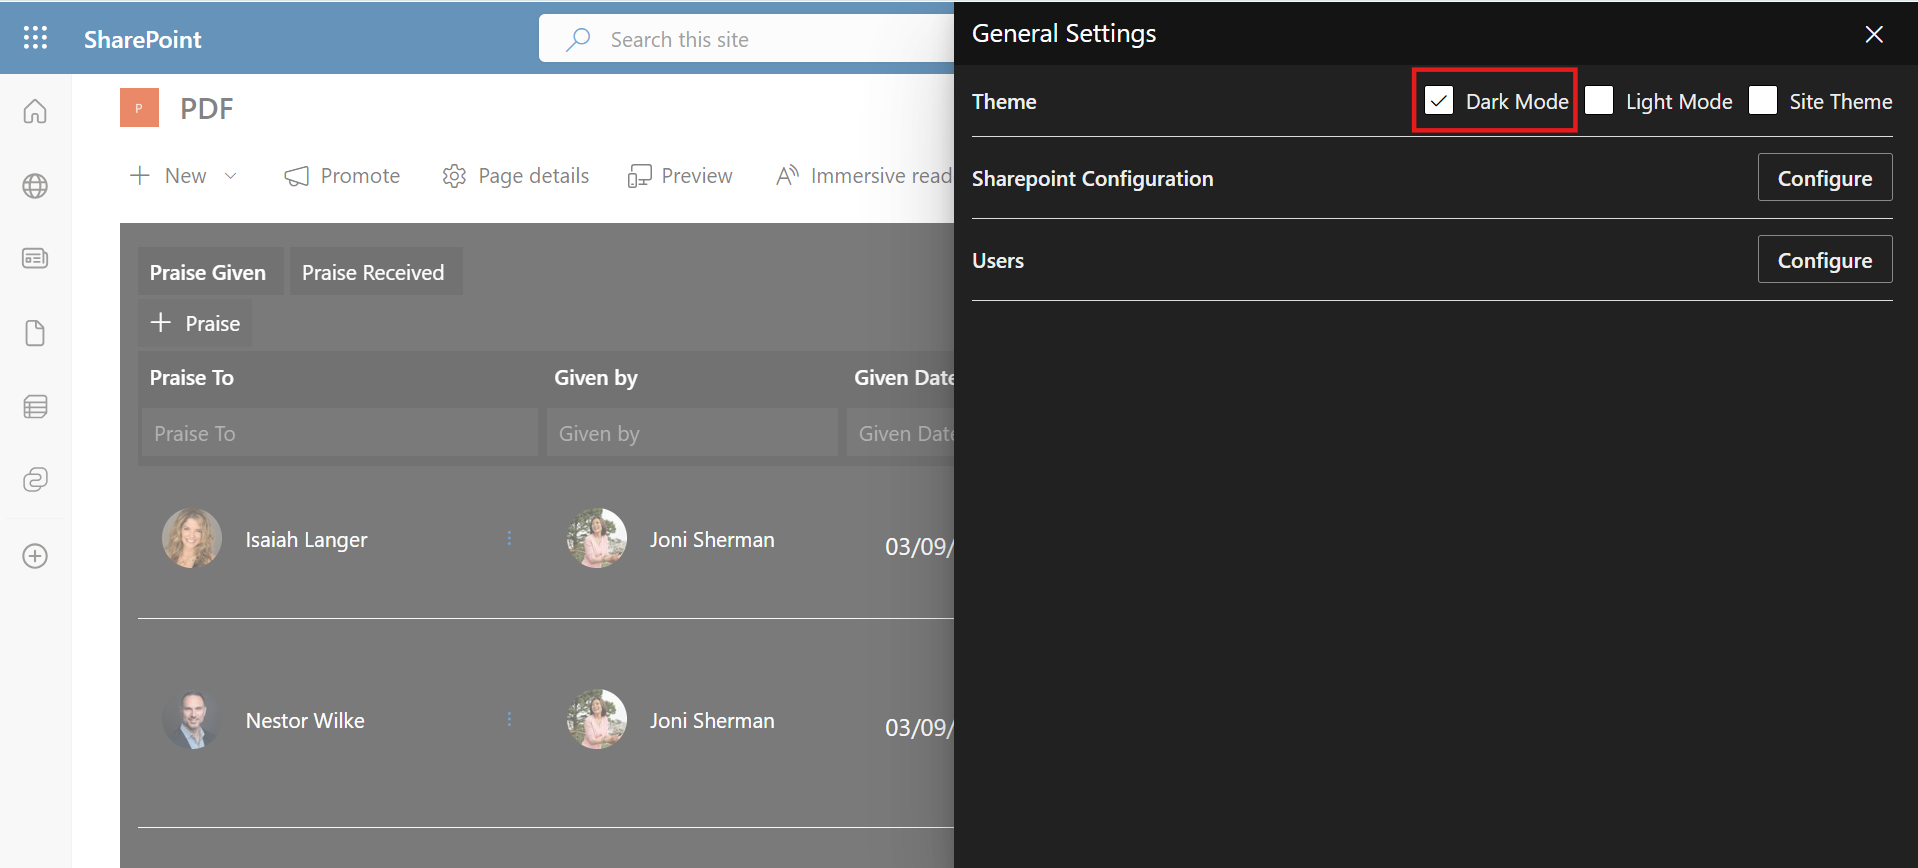 SharePoint
Search this site
P
PDF
New
Promote
Page details
Preview
Immersive read
Praise Given
Praise Received
Praise
Praise To
Given by
Given Date
Praise To
Given by
Given Date
Isaiah Langer
Joni Sherman
03/09/
Nestor Wilke
Joni Sherman
03/09/
General Settings
Theme
Dark Mode
Light Mode
Site Theme
Sharepoint Configuration
Configure
Users
Configure